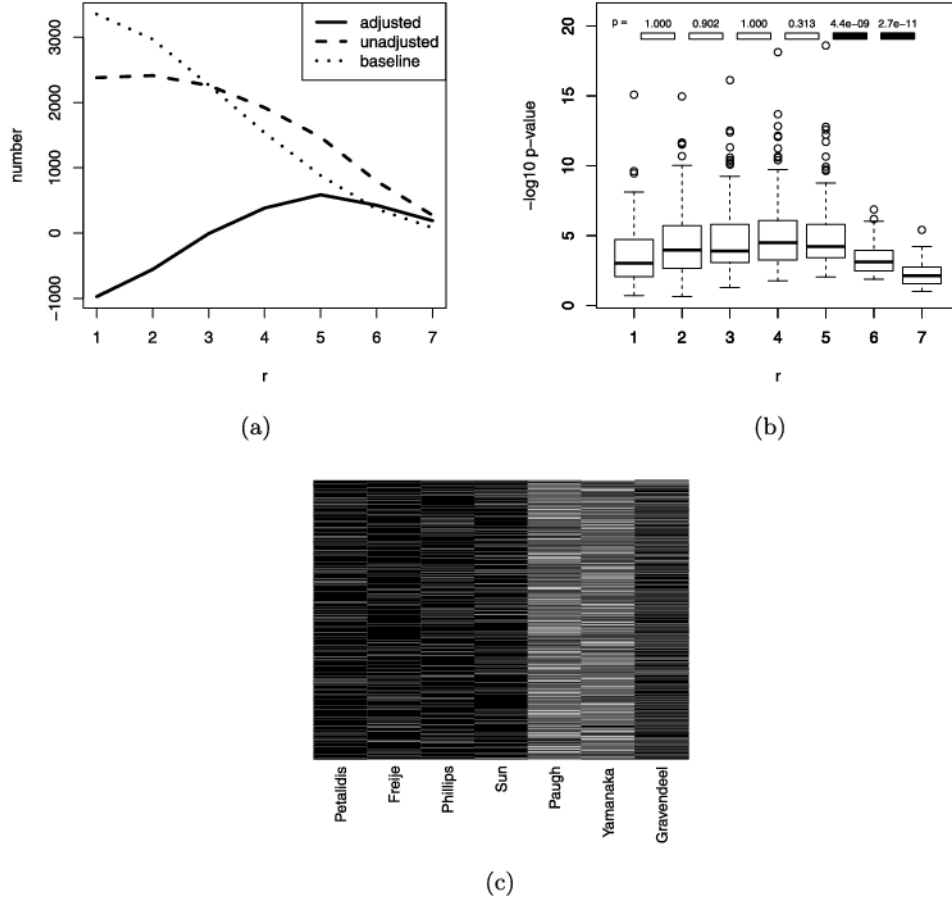 adjusted
unadjusted
baseline
number
3000
2000
1000
0
-1000
1 2 3 4 5 6 7
r
(a)
p = 1.000 0.902 1.000 0.313 4.4e-09 2.7e-11
-log10 p-value
20
15
10
5
0
1 2 3 4 5 6 7
r
(b)
Petalidis
Freije
Phillips
Sun
Paugh
Yamanaka
Gravendeel
(c)